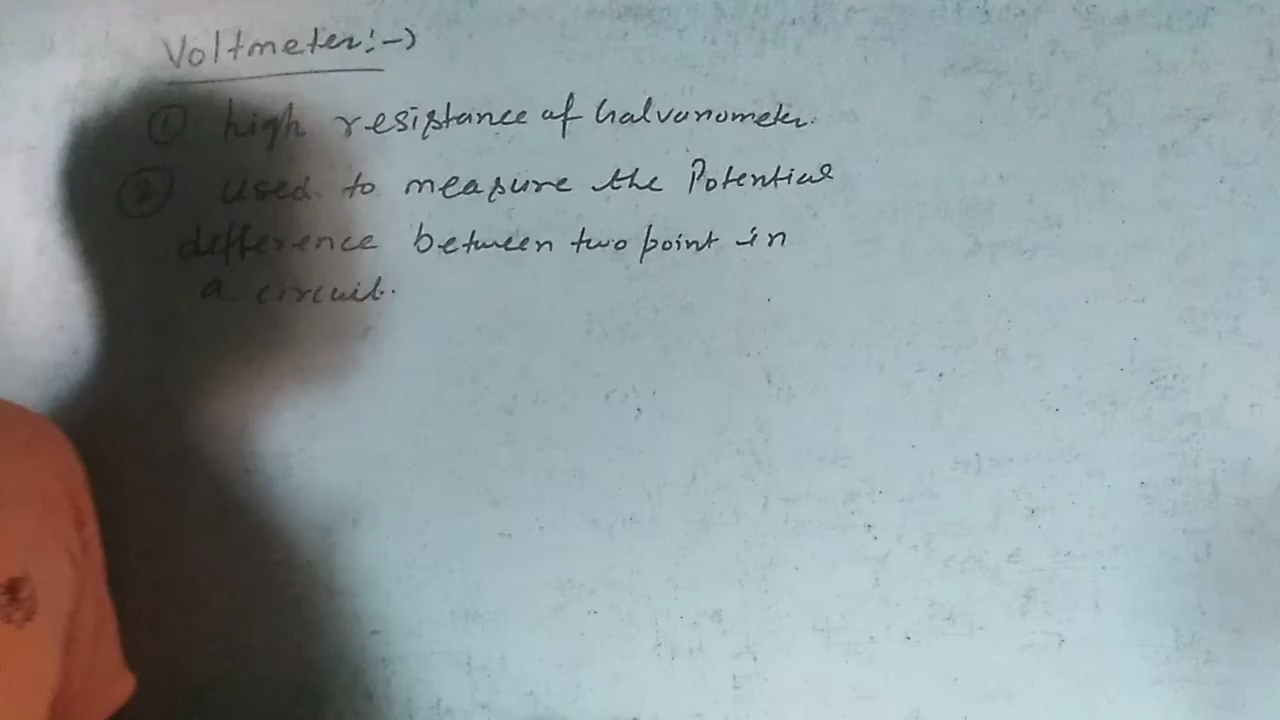 Voltmeter:->
① high resistance of Galvanometer.
② used to measure the Potential
difference between two point in
a circuit.